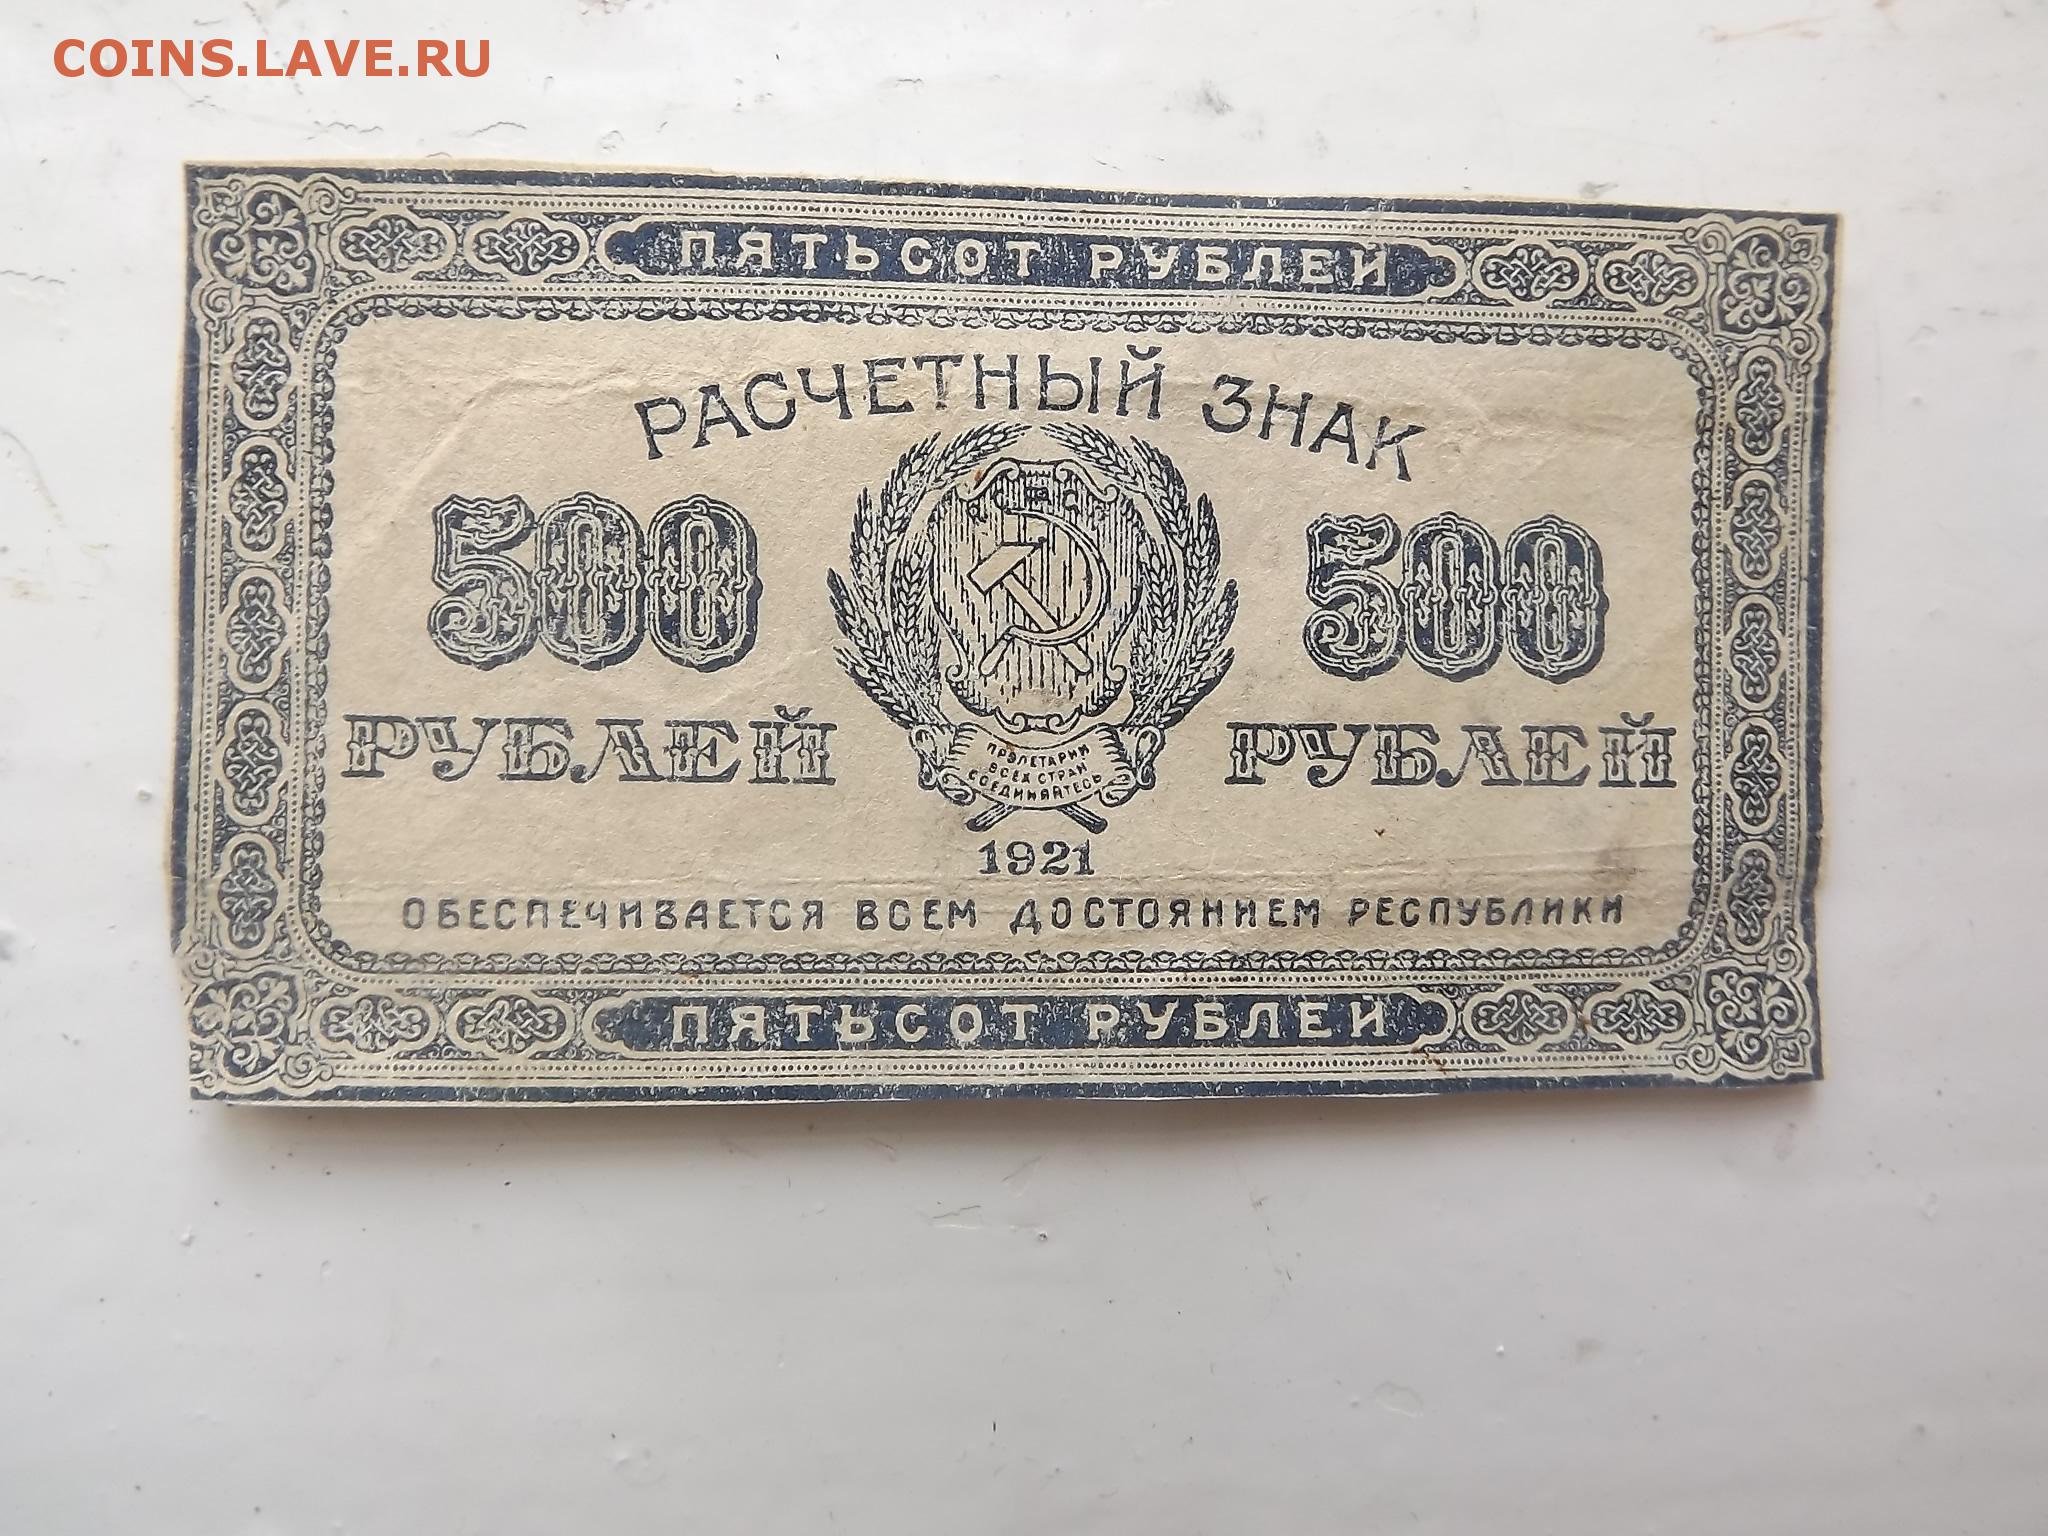 COINS.LAVE.RU
ПЯТЬСОТ РУБЛЕЙ
РАСЧЕТНЫЙ ЗНАК
500 500
РУБЛЕЙ РУБЛЕЙ
ПРОЛЕТАРИИ
ВСЕХ СТРАН
СОЕДИНЯЙТЕСЬ
1921
ОБЕСПЕЧИВАЕТСЯ ВСЕМ ДОСТОЯНИЕМ РЕСПУБЛИКИ
ПЯТЬСОТ РУБЛЕЙ